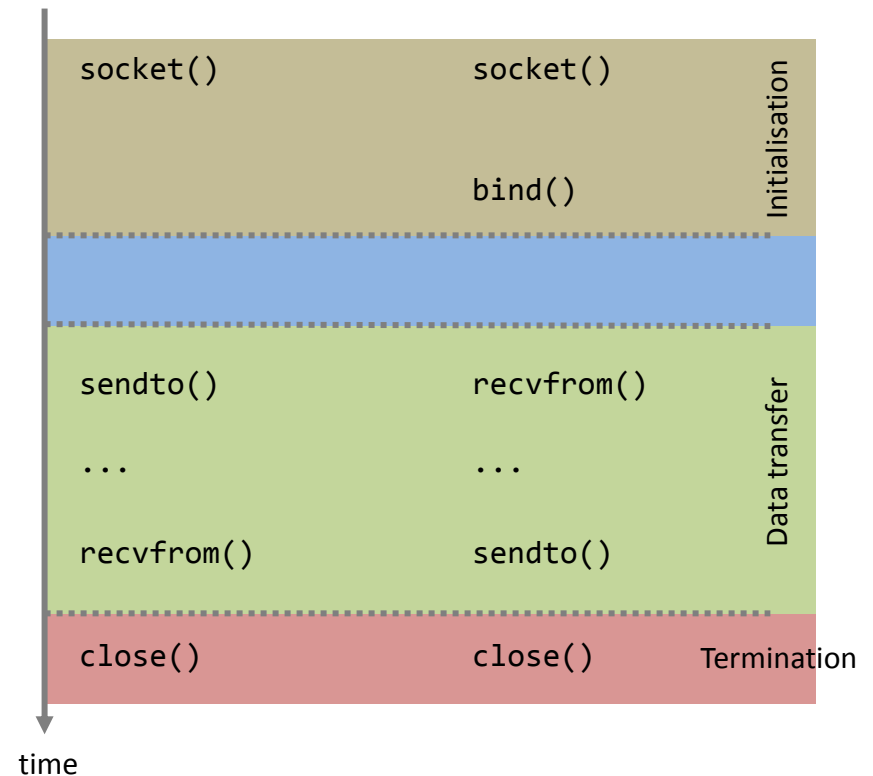 socket() socket()
Initialisation
bind()
sendto() recvfrom()
Data transfer
... ...
recvfrom() sendto()
close() close() Termination
time